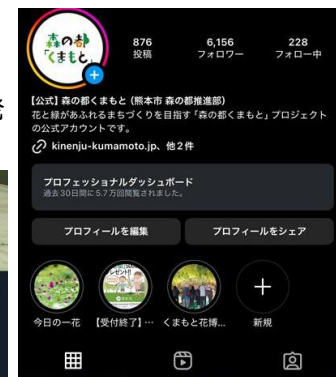 発
森の都
「くまもと」
876
投稿
6,156
フォロワー
228
フォロー中
【公式】森の都くまもと（熊本市 森の都推進部）
花と緑があふれるまちづくりを目指す「森の都くまもと」プロジェクト
の公式アカウントです。
kinenju-kumamoto.jp、他2件
プロフェッショナルダッシュボード
過去30日間に5.7万回閲覧されました。
プロフィールを編集
プロフィールをシェア
今日の一花
【受付終了】…
くまもと花博…
新規